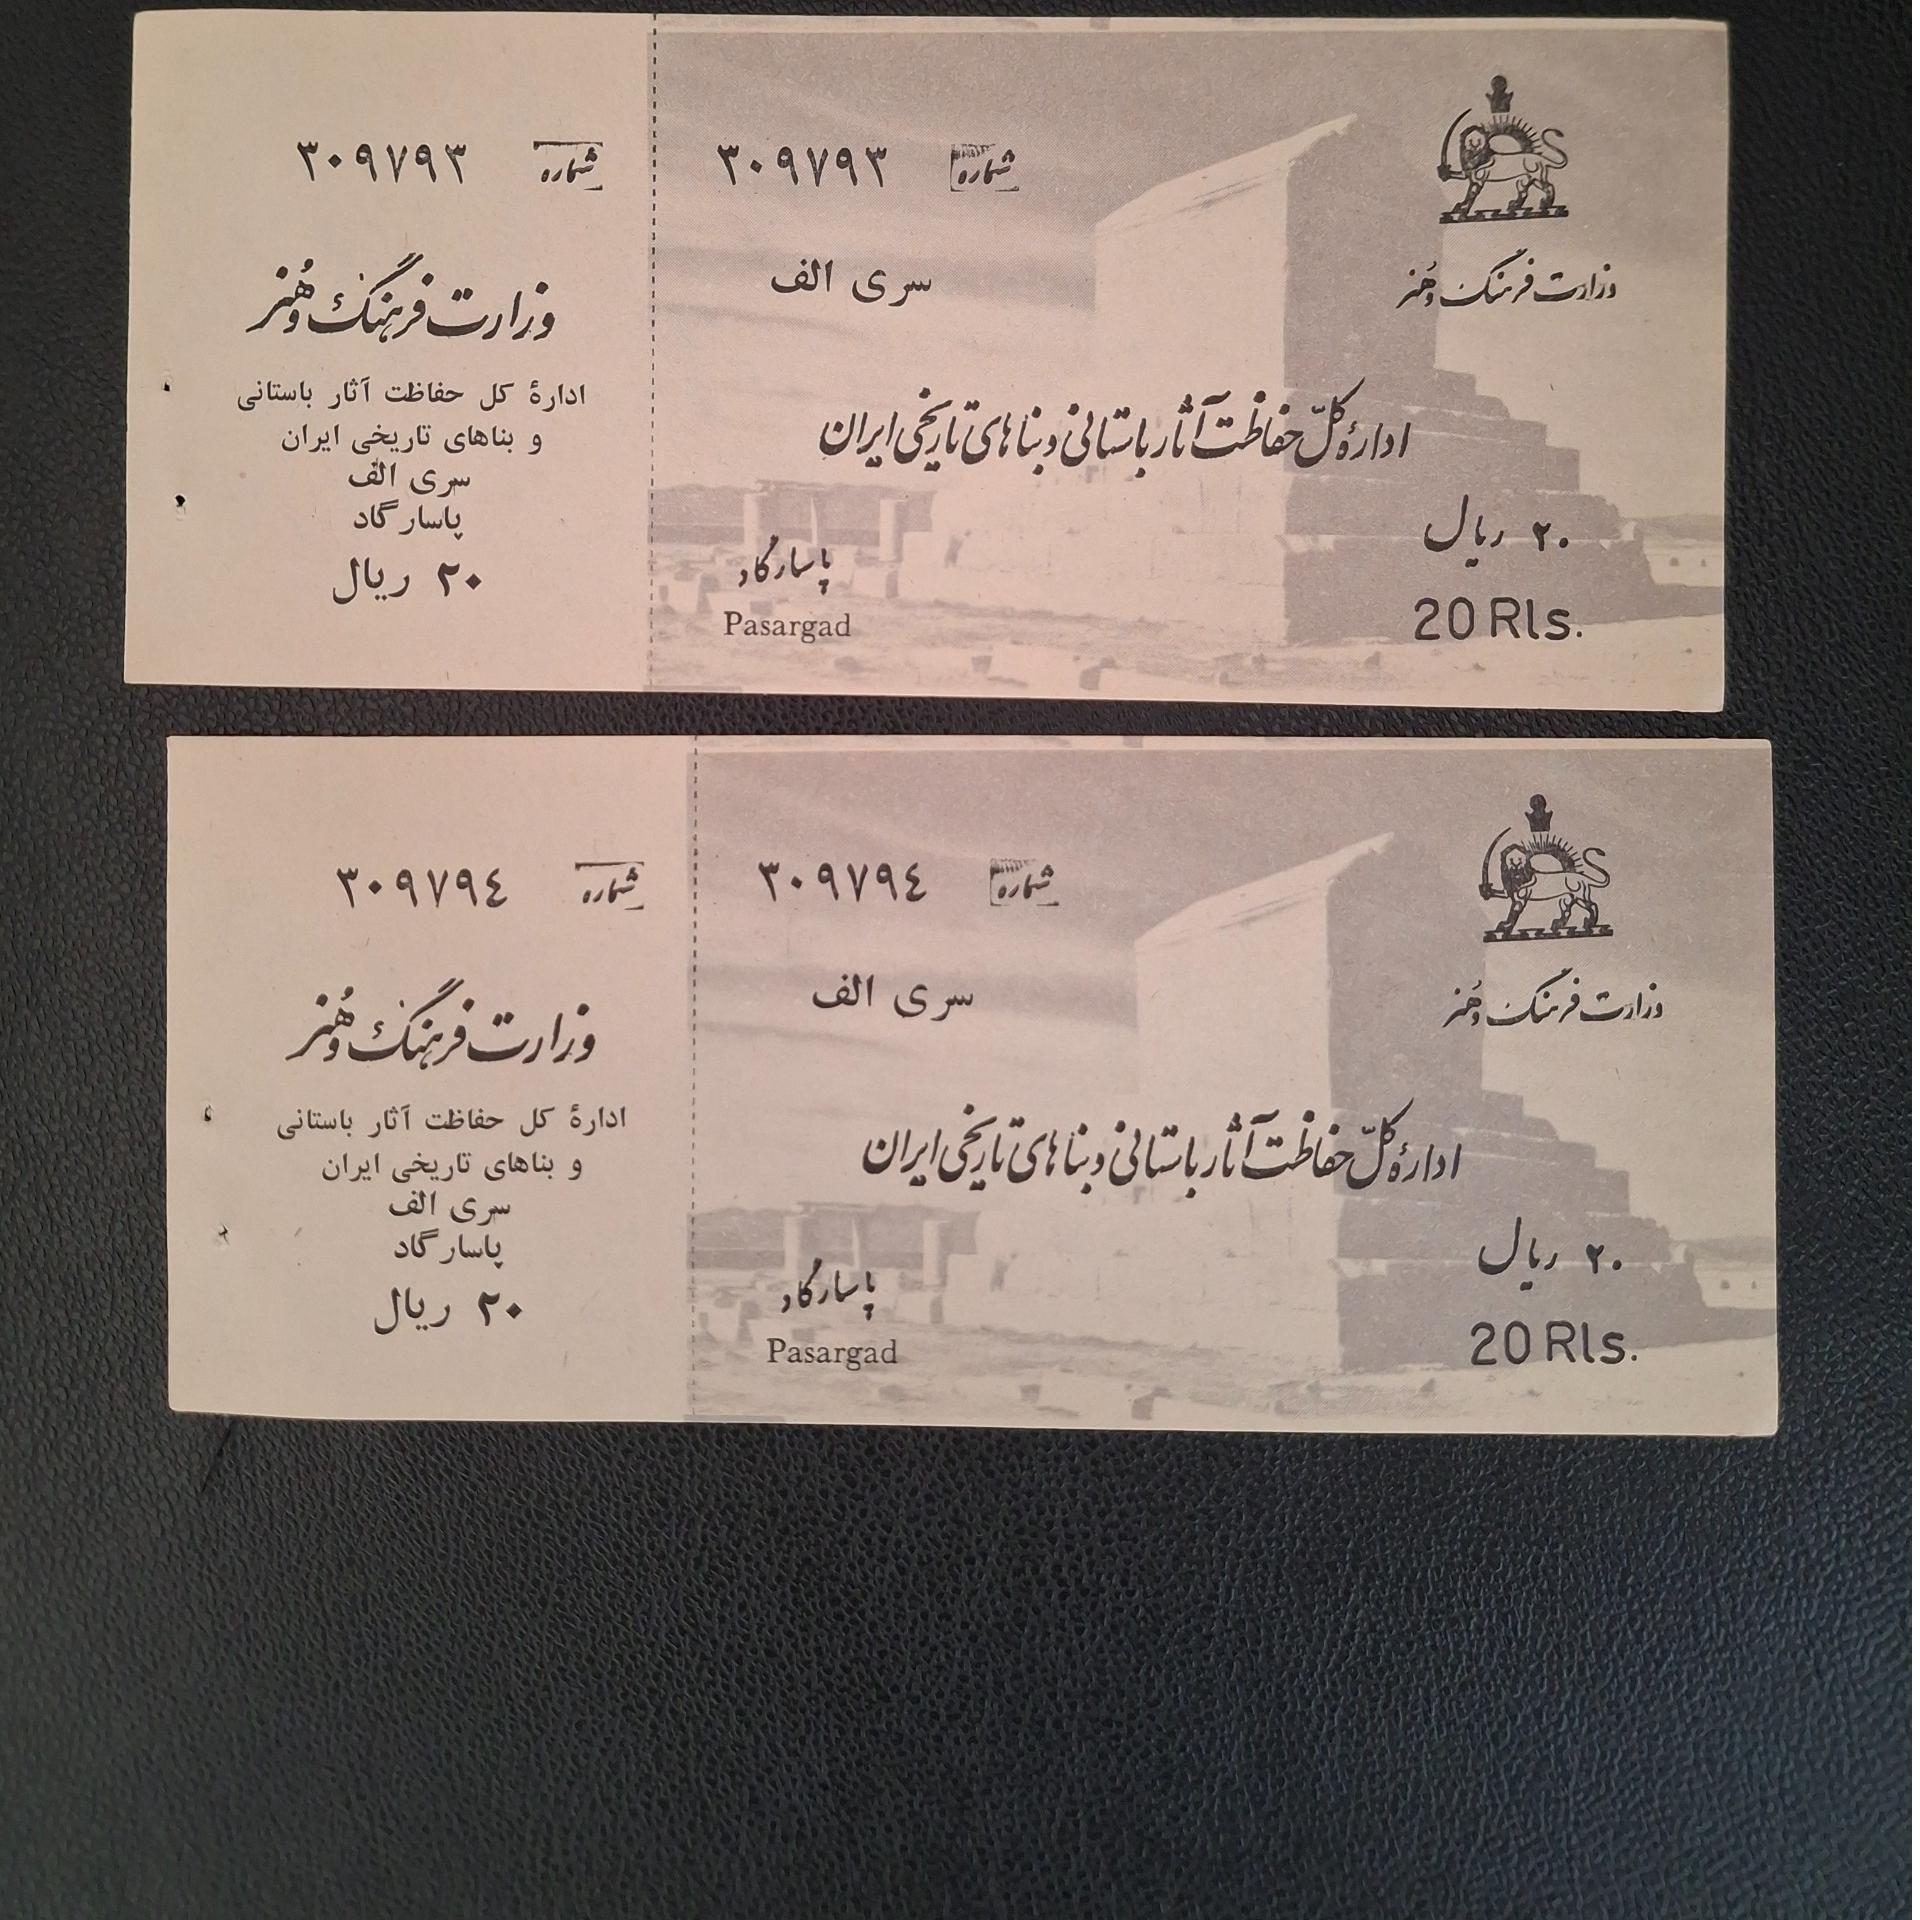 شماره ۳۰۹۷۹۳
وزارت فرهنگ و هنر
ادارهٔ کل حفاظت آثار باستانی
و بناهای تاریخی ایران
سری الف
پاسارگاد
۲۰ ریال
شماره ۳۰۹۷۹۳
سری الف
وزارت فرهنگ و هنر
ادارهٔ کلّ حفاظت آثار باستانی و بناهای تاریخی ایران
۲۰ ریال
20 Rls.
پاسارگاد
Pasargad
شماره ۳۰۹۷۹٤
وزارت فرهنگ و هنر
ادارهٔ کل حفاظت آثار باستانی
و بناهای تاریخی ایران
سری الف
پاسارگاد
۲۰ ریال
شماره ۳۰۹۷۹٤
سری الف
وزارت فرهنگ و هنر
ادارهٔ کلّ حفاظت آثار باستانی و بناهای تاریخی ایران
۲۰ ریال
20 Rls.
پاسارگاد
Pasargad